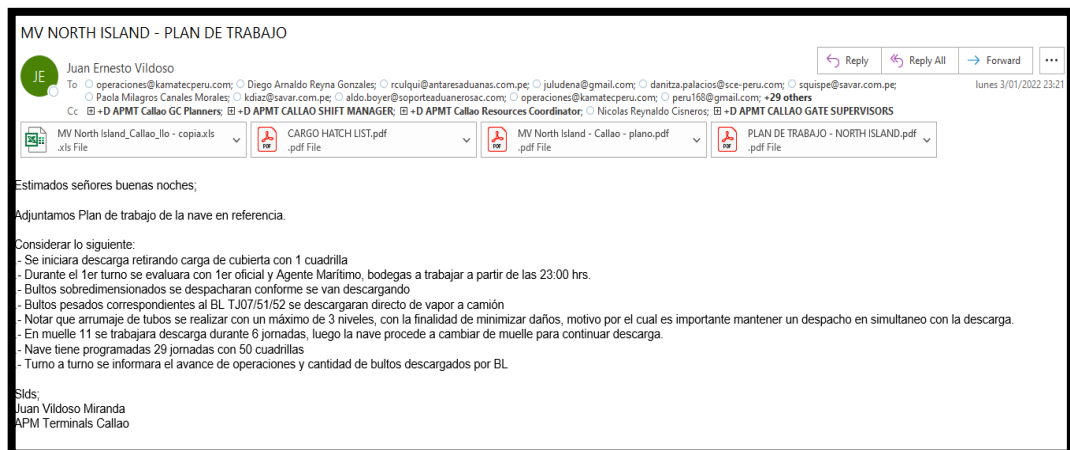 MV NORTH ISLAND - PLAN DE TRABAJO
JE
Juan Ernesto Vildoso
Reply
Reply All
Forward
To operaciones@kamatecperu.com; Diego Arnaldo Reyna Gonzales; rculqui@antaresaduanas.com.pe; juludena@gmail.com; danitza.palacios@sce-peru.com; squispe@savar.com.pe;
lunes 3/01/2022 23:21
Paola Milagros Canales Morales; kdiaz@savar.com.pe; aldo.boyer@soporteaduanerosac.com; operaciones@kamatecperu.com; peru168@gmail.com; +29 others
Cc +D APMT Callao GC Planners; +D APMT CALLAO SHIFT MANAGER; +D APMT Callao Resources Coordinator; Nicolas Reynaldo Cisneros; +D APMT CALLAO GATE SUPERVISORS
MV North Island_Callao_Ilo - copia.xls
.xls File
CARGO HATCH LIST.pdf
.pdf File
MV North Island - Callao - plano.pdf
.pdf File
PLAN DE TRABAJO - NORTH ISLAND.pdf
.pdf File
Estimados señores buenas noches;
Adjuntamos Plan de trabajo de la nave en referencia.
Considerar lo siguiente:
- Se iniciara descarga retirando carga de cubierta con 1 cuadrilla
- Durante el 1er turno se evaluara con 1er oficial y Agente Marítimo, bodegas a trabajar a partir de las 23:00 hrs.
- Bultos sobredimensionados se despacharan conforme se van descargando
- Bultos pesados correspondientes al BL TJ07/51/52 se descargaran directo de vapor a camión
- Notar que arrumaje de tubos se realizar con un máximo de 3 niveles, con la finalidad de minimizar daños, motivo por el cual es importante mantener un despacho en simultaneo con la descarga.
- En muelle 11 se trabajara descarga durante 6 jornadas, luego la nave procede a cambiar de muelle para continuar descarga.
- Nave tiene programadas 29 jornadas con 50 cuadrillas
- Turno a turno se informara el avance de operaciones y cantidad de bultos descargados por BL
Slds;
Juan Vildoso Miranda
APM Terminals Callao